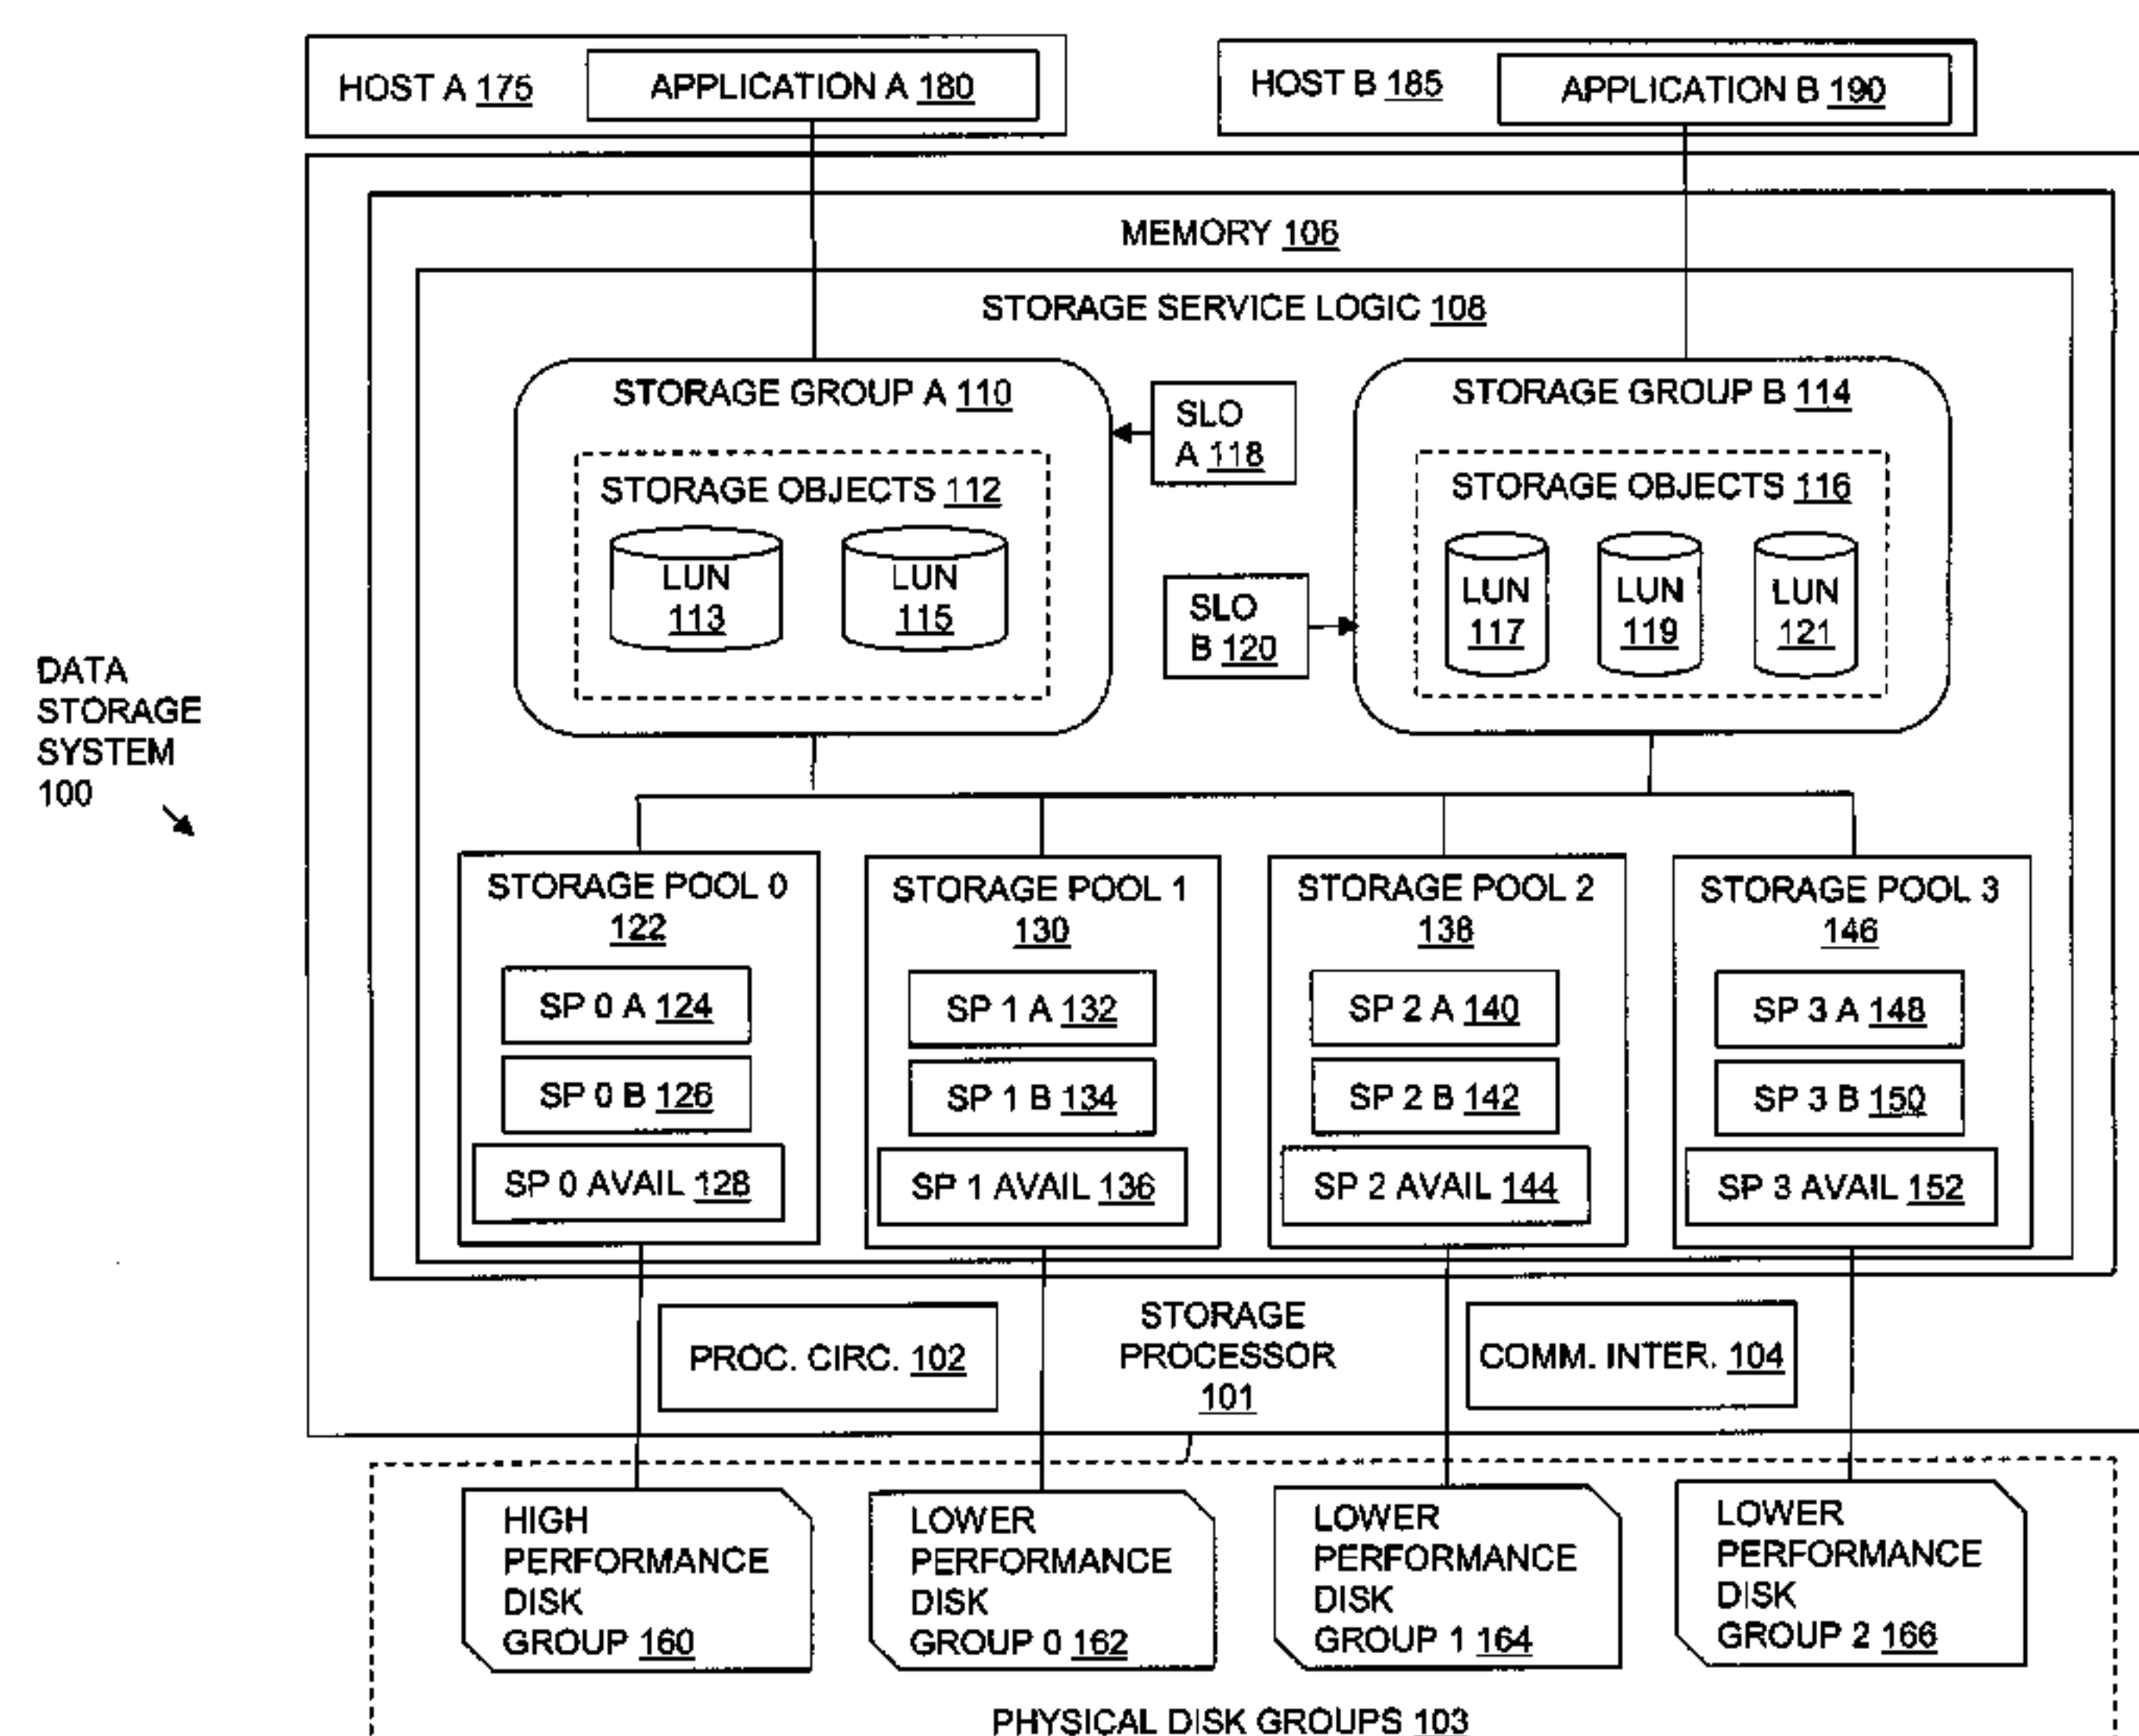 HOST A 175
APPLICATION A 180
HOST B 185
APPLICATION B 190
MEMORY 106
STORAGE SERVICE LOGIC 108
STORAGE GROUP A 110
STORAGE OBJECTS 112
LUN
113
LUN
115
SLO
A 118
SLO
B 120
STORAGE GROUP B 114
STORAGE OBJECTS 116
LUN
117
LUN
119
LUN
121
DATA
STORAGE
SYSTEM
100
STORAGE POOL 0
122
SP 0 A 124
SP 0 B 126
SP 0 AVAIL 128
STORAGE POOL 1
130
SP 1 A 132
SP 1 B 134
SP 1 AVAIL 136
STORAGE POOL 2
138
SP 2 A 140
SP 2 B 142
SP 2 AVAIL 144
STORAGE POOL 3
146
SP 3 A 148
SP 3 B 150
SP 3 AVAIL 152
PROC. CIRC. 102
STORAGE
PROCESSOR
101
COMM. INTER. 104
HIGH
PERFORMANCE
DISK
GROUP 160
LOWER
PERFORMANCE
DISK
GROUP 0 162
LOWER
PERFORMANCE
DISK
GROUP 1 164
LOWER
PERFORMANCE
DISK
GROUP 2 166
PHYSICAL DISK GROUPS 103